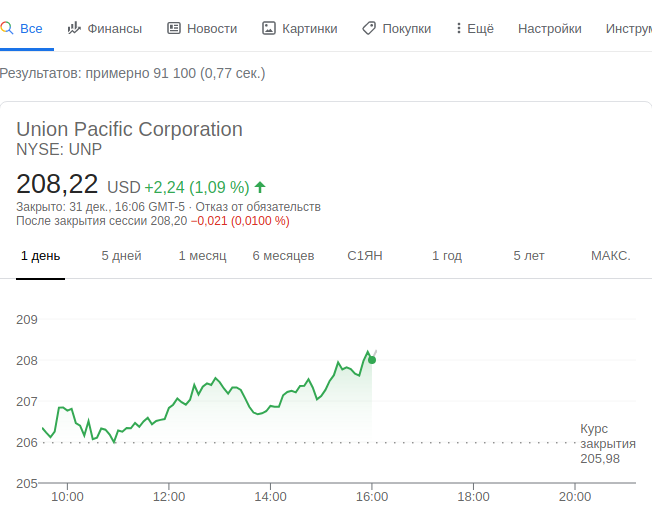 Все Финансы Новости Картинки Покупки Ещё Настройки Инструм
Результатов: примерно 91 100 (0,77 сек.)
Union Pacific Corporation
NYSE: UNP
208,22 USD +2,24 (1,09 %)
Закрыто: 31 дек., 16:06 GMT-5 · Отказ от обязательств
После закрытия сессии 208,20 −0,021 (0,0100 %)
1 день 5 дней 1 месяц 6 месяцев С1ЯН 1 год 5 лет МАКС.
209
208
207
206
Курс
закрытия
205,98
205
10:00 12:00 14:00 16:00 18:00 20:00